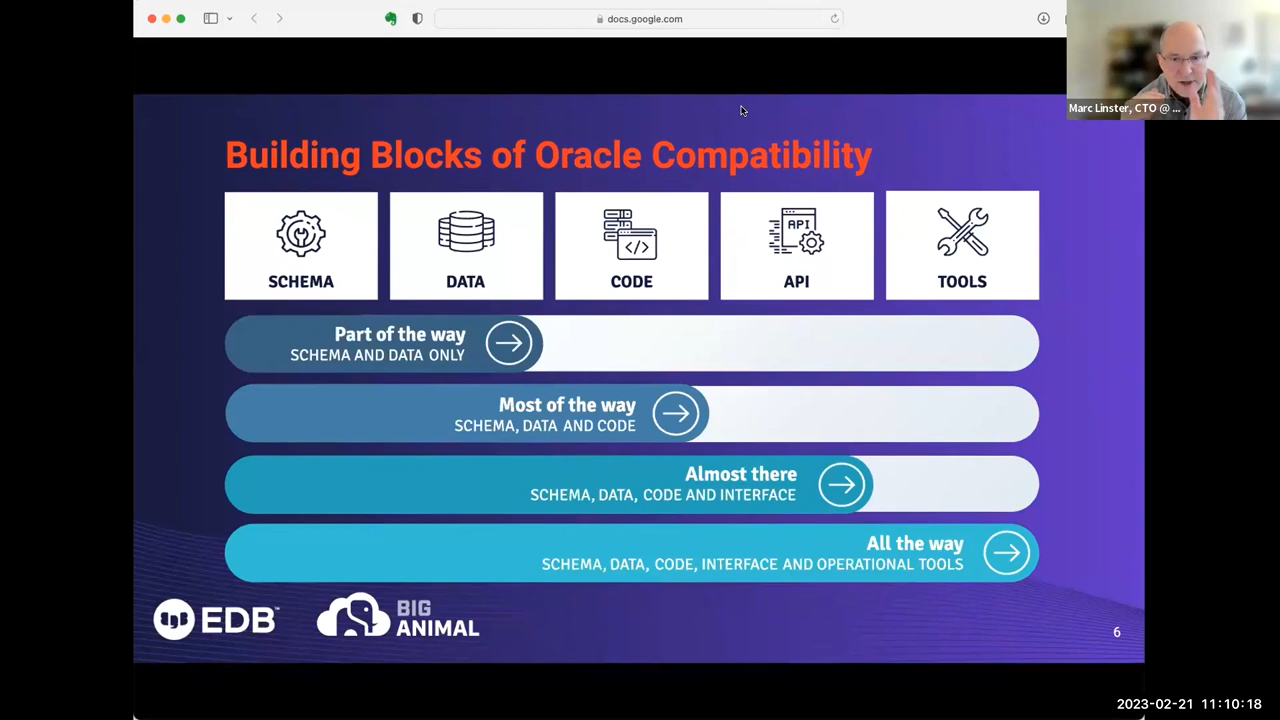 docs.google.com
Marc Linster, CTO @ ...
Building Blocks of Oracle Compatibility
SCHEMA
DATA
CODE
API
API
TOOLS
Part of the way
SCHEMA AND DATA ONLY
Most of the way
SCHEMA, DATA AND CODE
Almost there
SCHEMA, DATA, CODE AND INTERFACE
All the way
SCHEMA, DATA, CODE, INTERFACE AND OPERATIONAL TOOLS
EDB™
BIG
ANIMAL
6
2023-02-21 11:10:18